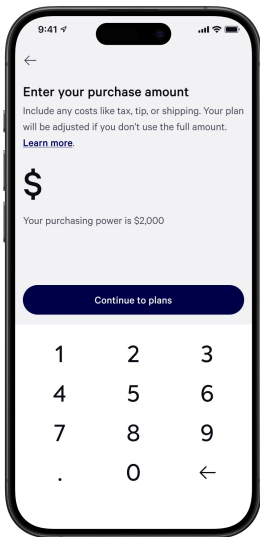 9:41
Enter your purchase amount
Include any costs like tax, tip, or shipping. Your plan
will be adjusted if you don't use the full amount.
Learn more.
$
Your purchasing power is $2,000
Continue to plans
1 2 3
4 5 6
7 8 9
. 0